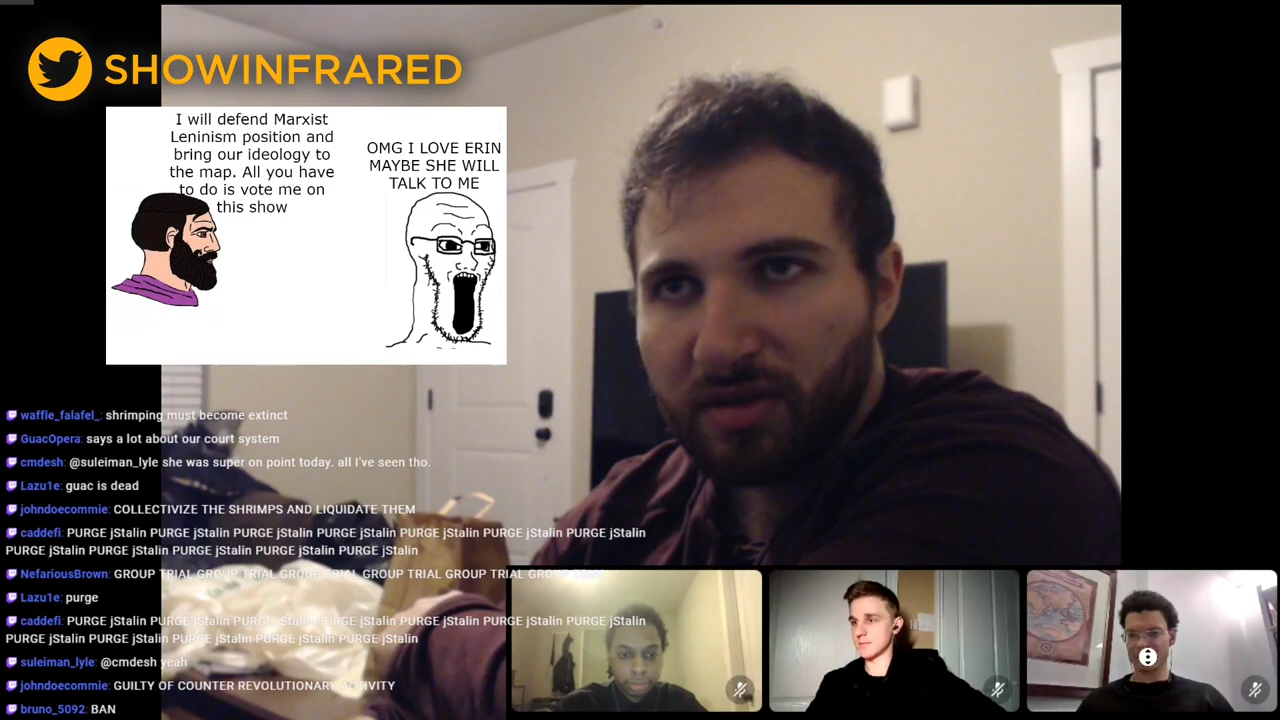 SHOWINFRARED
I will defend Marxist
Leninism position and
bring our ideology to
the map. All you have
to do is vote me on
this show
OMG I LOVE ERIN
MAYBE SHE WILL
TALK TO ME
waffle_falafel_: shrimping must become extinct
GuacOpera: says a lot about our court system
cmdesh: @suleiman_lyle she was super on point today. all I've seen tho.
Lazu1e: guac is dead
johndoecommie: COLLECTIVIZE THE SHRIMPS AND LIQUIDATE THEM
caddefi: PURGE jStalin PURGE jStalin PURGE jStalin PURGE jStalin PURGE jStalin PURGE jStalin PURGE jStalin
PURGE jStalin PURGE jStalin PURGE jStalin PURGE jStalin PURGE jStalin
NefariousBrown: GROUP TRIAL GROUP TRIAL GROUP TRIAL GROUP TRIAL GROUP TRIAL GROUP
Lazu1e: purge
caddefi: PURGE jStalin PURGE jStalin PURGE jStalin PURGE jStalin PURGE jStalin PURGE jStalin PURGE jStalin
PURGE jStalin PURGE jStalin PURGE jStalin PURGE jStalin PURGE jStalin
suleiman_lyle: @cmdesh yeah
johndoecommie: GUILTY OF COUNTER REVOLUTIONARY ACTIVITY
bruno_5092: BAN